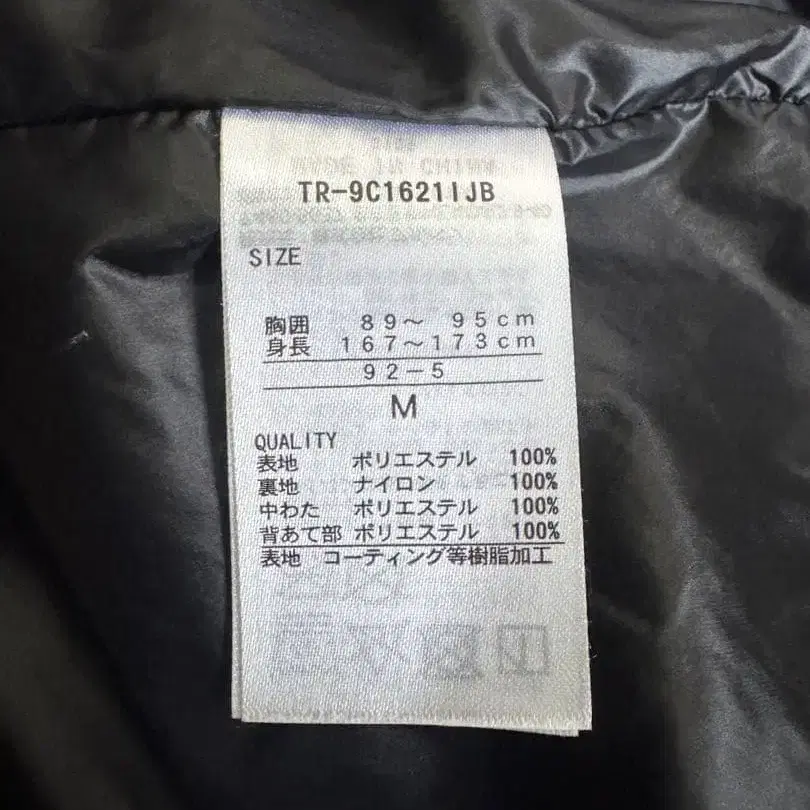 TR-9C1621IJB
SIZE
胸囲 89～ 95cm
身長 167～173cm
92-5
M
QUALITY
表地 ポリエステル 100%
裏地 ナイロン 100%
中わた ポリエステル 100%
背あて部 ポリエステル 100%
表地 コーティング等樹脂加工